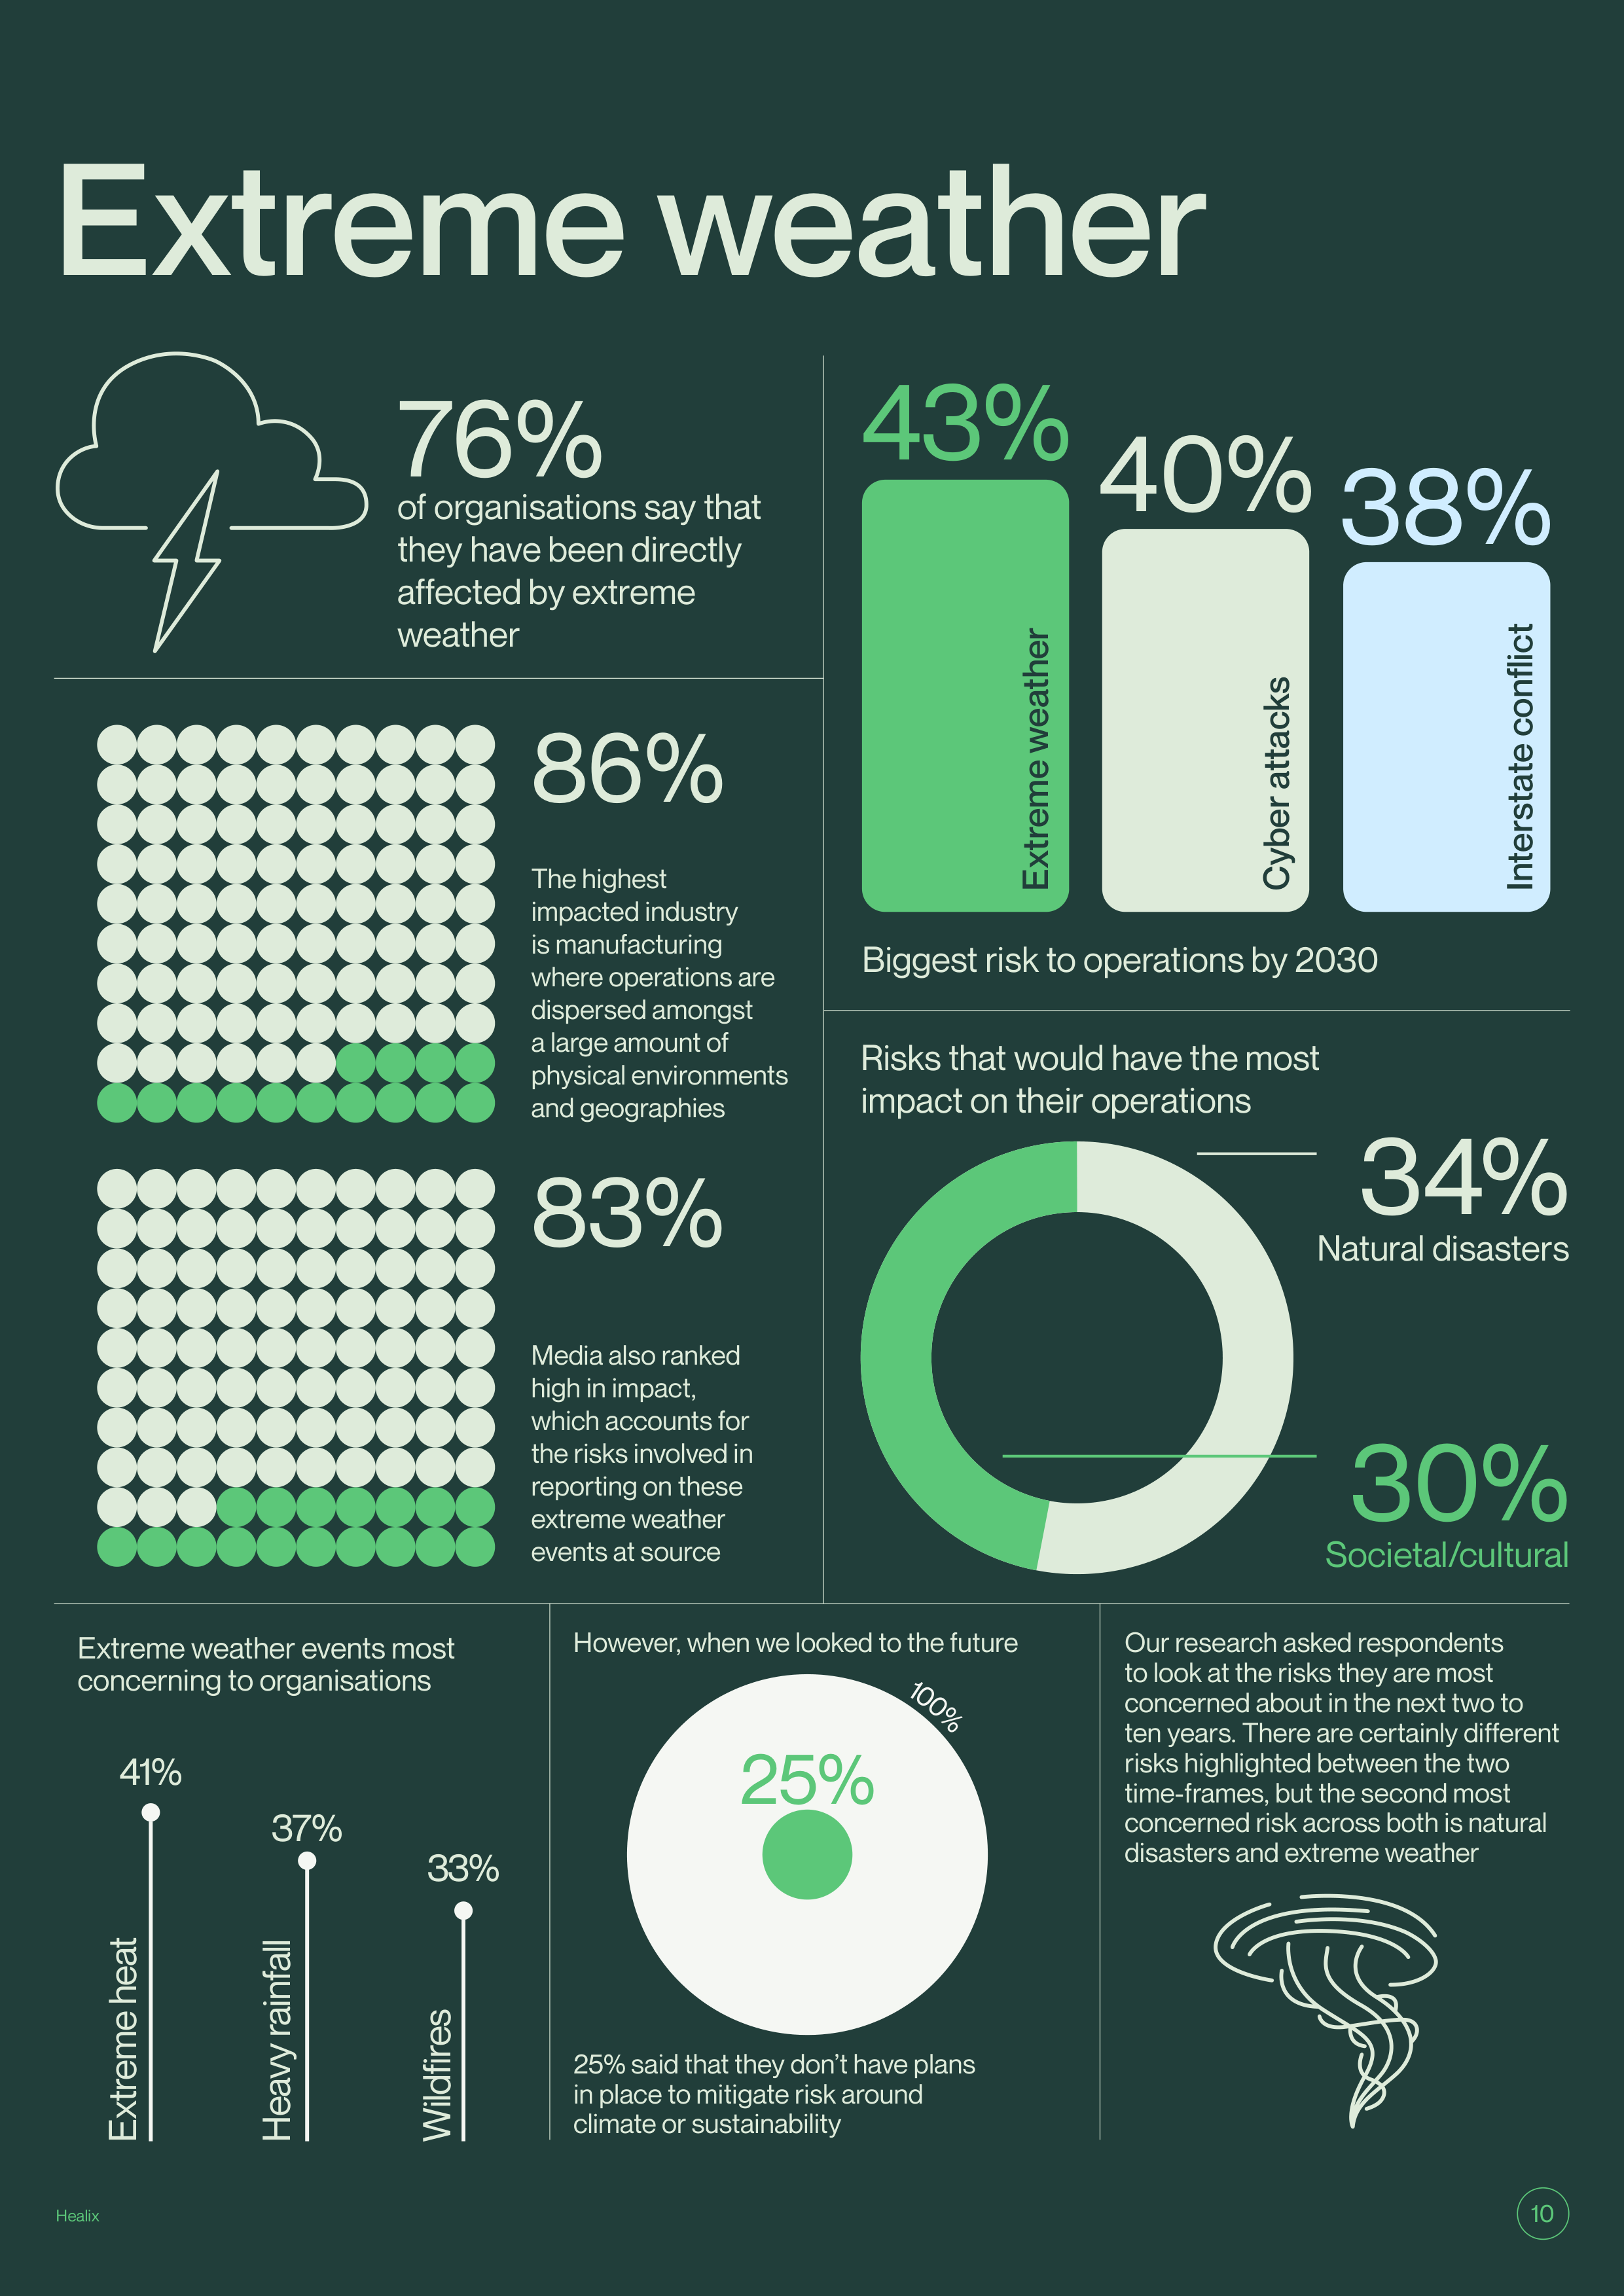 Extreme weather
76%
of organisations say that
they have been directly
affected by extreme
weather
43%
40%
38%
Extreme weather
Cyber attacks
Interstate conflict
Biggest risk to operations by 2030
86%
The highest
impacted industry
is manufacturing
where operations are
dispersed amongst
a large amount of
physical environments
and geographies
83%
Media also ranked
high in impact,
which accounts for
the risks involved in
reporting on these
extreme weather
events at source
Risks that would have the most
impact on their operations
34%
Natural disasters
30%
Societal/cultural
Extreme weather events most
concerning to organisations
41%
37%
33%
Extreme heat
Heavy rainfall
Wildfires
However, when we looked to the future
100%
25%
25% said that they don’t have plans
in place to mitigate risk around
climate or sustainability
Our research asked respondents
to look at the risks they are most
concerned about in the next two to
ten years. There are certainly different
risks highlighted between the two
time-frames, but the second most
concerned risk across both is natural
disasters and extreme weather
Healix
10